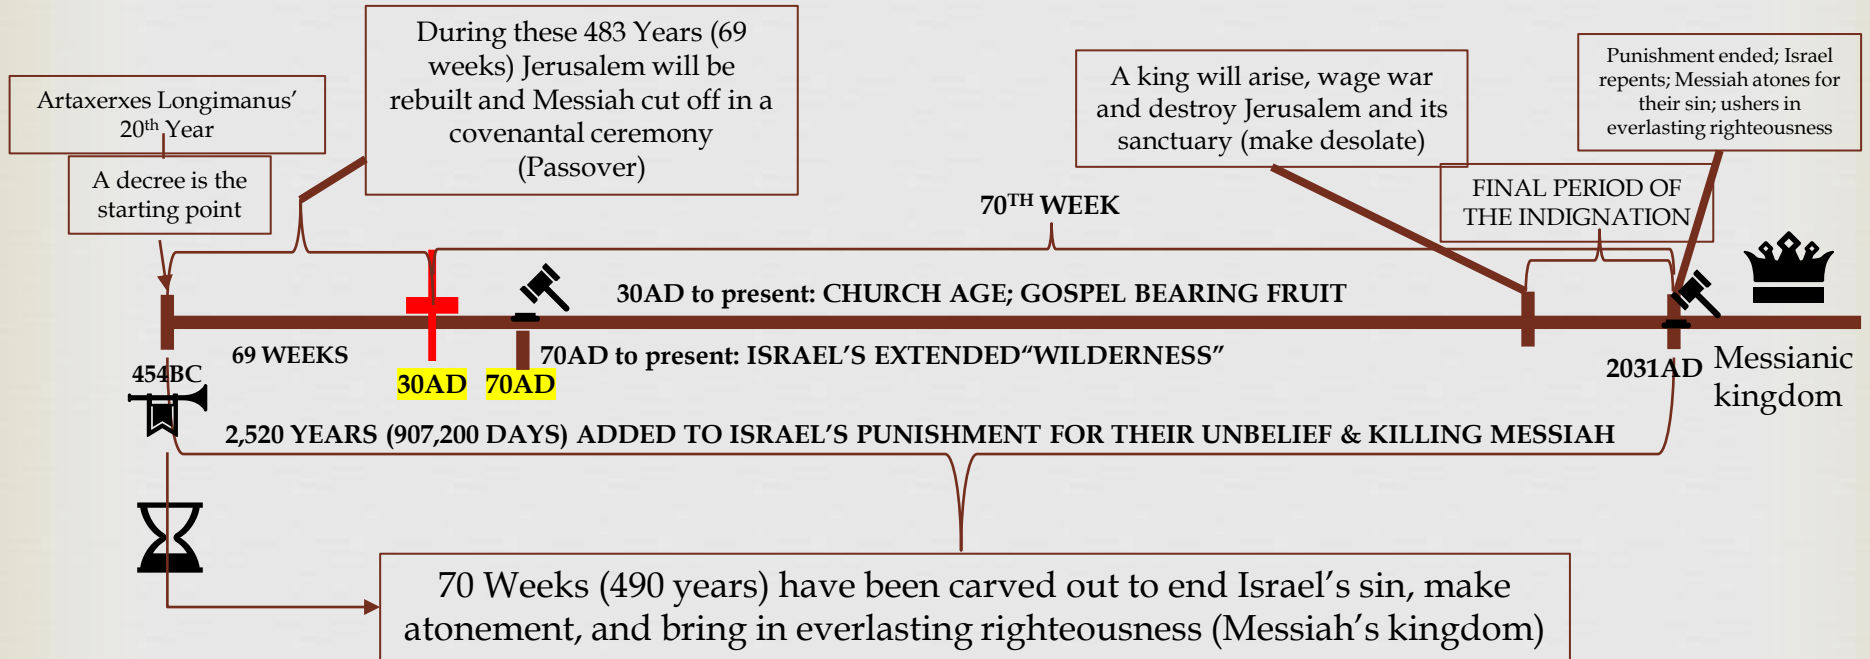 Artaxerxes Longimanus’
20th Year
A decree is the
starting point
During these 483 Years (69
weeks) Jerusalem will be
rebuilt and Messiah cut off in a
covenantal ceremony
(Passover)
A king will arise, wage war
and destroy Jerusalem and its
sanctuary (make desolate)
Punishment ended; Israel
repents; Messiah atones for
their sin; ushers in
everlasting righteousness
FINAL PERIOD OF
THE INDIGNATION
70TH WEEK
30AD to present: CHURCH AGE; GOSPEL BEARING FRUIT
69 WEEKS
70AD to present: ISRAEL’S EXTENDED“WILDERNESS”
454BC
30AD
70AD
2031AD
Messianic
kingdom
2,520 YEARS (907,200 DAYS) ADDED TO ISRAEL’S PUNISHMENT FOR THEIR UNBELIEF & KILLING MESSIAH
70 Weeks (490 years) have been carved out to end Israel’s sin, make
atonement, and bring in everlasting righteousness (Messiah’s kingdom)